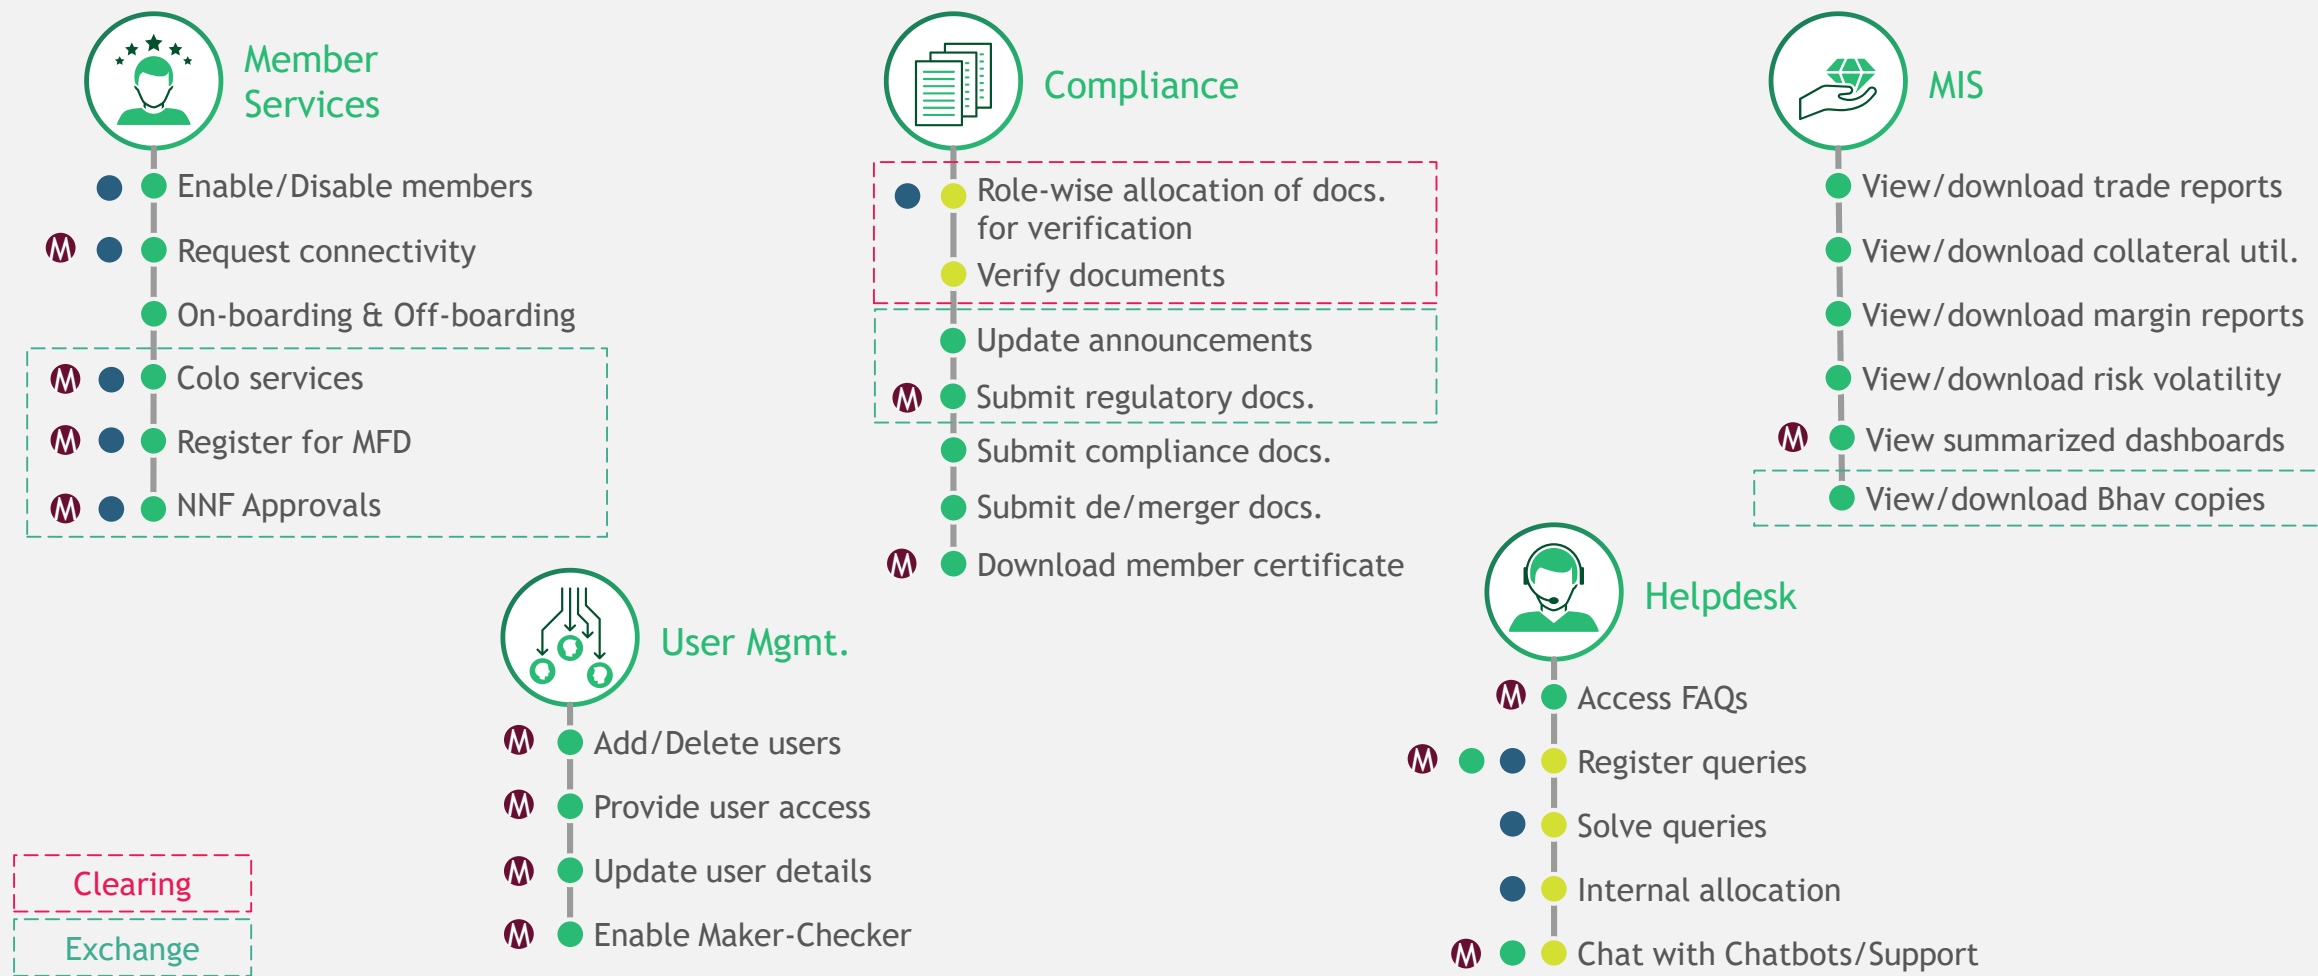 Member
Services
Enable/Disable members
M Request connectivity
On-boarding & Off-boarding
M Colo services
M Register for MFD
M NNF Approvals
Compliance
Role-wise allocation of docs.
for verification
Verify documents
Update announcements
M Submit regulatory docs.
Submit compliance docs.
Submit de/merger docs.
M Download member certificate
MIS
View/download trade reports
View/download collateral util.
View/download margin reports
View/download risk volatility
M View summarized dashboards
View/download Bhav copies
User Mgmt.
M Add/Delete users
M Provide user access
M Update user details
M Enable Maker-Checker
Helpdesk
M Access FAQs
M Register queries
Solve queries
Internal allocation
M Chat with Chatbots/Support
Clearing
Exchange